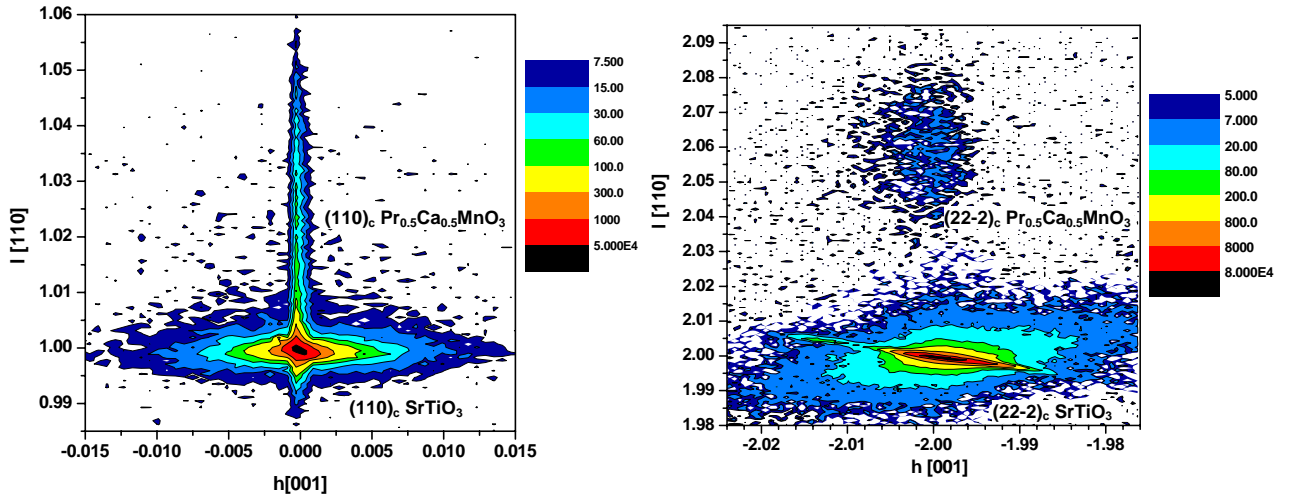 1.06
1.05
1.04
1.03
1.02
1.01
1.00
0.99
l [110]
-0.015 -0.010 -0.005 0.000 0.005 0.010 0.015
h[001]
(110)c Pr0.5Ca0.5MnO3
(110)c SrTiO3
7.500
15.00
30.00
60.00
100.0
300.0
1000
5.000E4
2.09
2.08
2.07
2.06
2.05
2.04
2.03
2.02
2.01
2.00
1.99
1.98
l [110]
-2.02 -2.01 -2.00 -1.99 -1.98
h [001]
(22-2)c Pr0.5Ca0.5MnO3
(22-2)c SrTiO3
5.000
7.000
20.00
80.00
200.0
800.0
8000
8.000E4